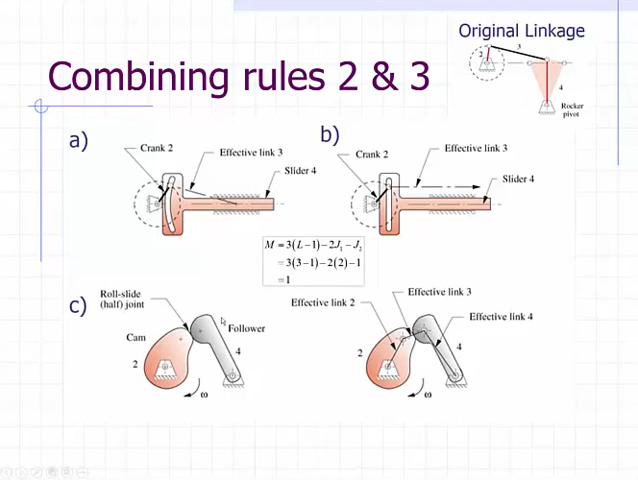 Original Linkage
2
3
4
Rocker
pivot
Combining rules 2 & 3
a)
Crank 2
Effective link 3
Slider 4
b)
Crank 2
Effective link 3
Slider 4
M = 3(L−1)−2J₁−J₂
= 3(3−1)−2(2)−1
= 1
c)
Roll-slide
(half) joint
Cam
2
Follower
4
ω
Effective link 2
Effective link 3
Effective link 4
2
4
ω